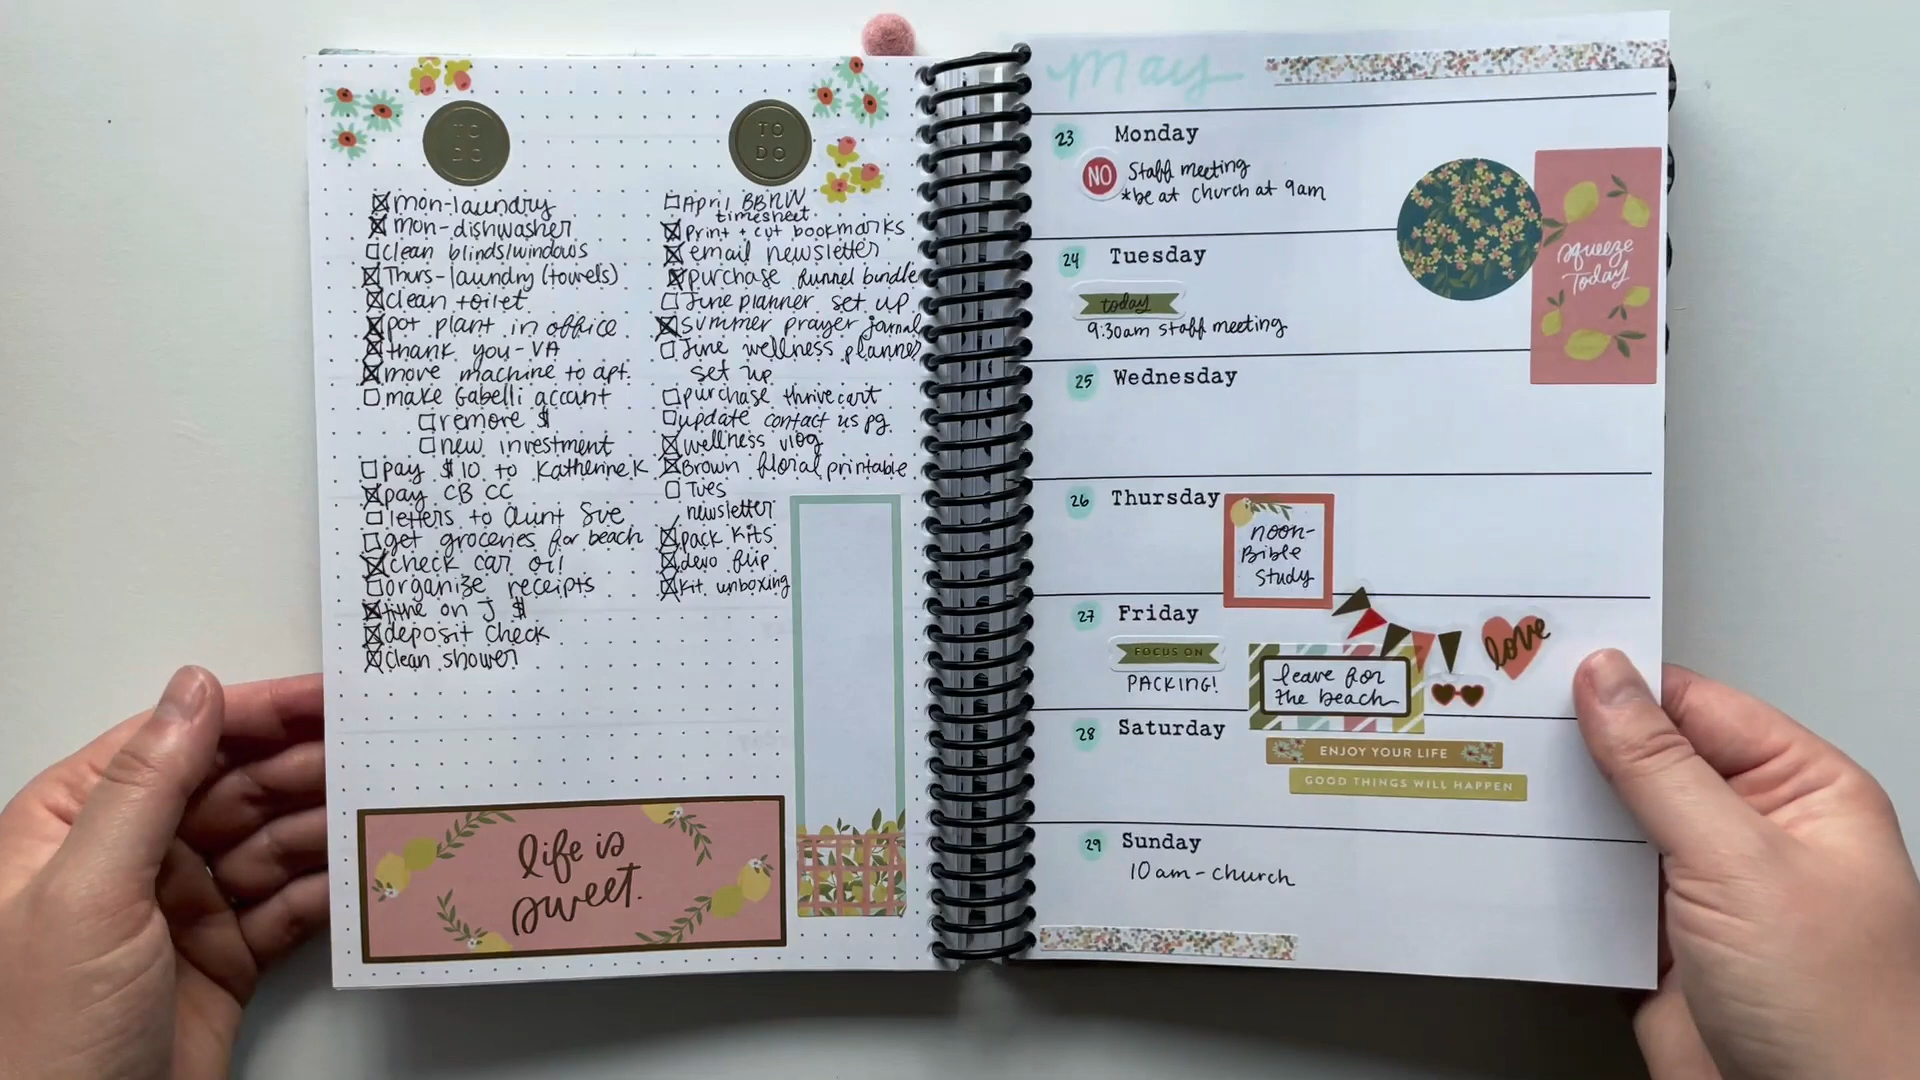 TO
DO
☒ mon-laundry
☒ mon-dishwasher
☐ clean blinds/windows
☒ Thurs-laundry (towels)
☒ clean toilet
☒ pot plant in office
☒ thank you-VA
☒ move machine to apt.
☐ make Gabelli account
☐ remove $
☐ new investment
☐ pay $10 to Katherine K
☒ pay CB CC
☐ letters to Aunt Sue
☐ get groceries for beach
☒ check car oil
☐ organize receipts
☒ time on J $
☒ deposit check
☒ clean shower
life is
sweet.
TO
DO
☐ April BBNW
timesheet
☒ print + cut bookmarks
☒ email newsletter
☒ purchase funnel bundle
☐ June planner set up
☒ summer prayer journal
☐ June wellness planner
set up
☐ purchase thrivecart
☐ update contact us pg.
☒ wellness vlog
☒ Brown floral printable
☐ Tues
newsletter
☒ pack kits
☒ devo flip
☒ kit unboxing
May
23 Monday
NO Staff meeting
*be at church at 9am
squeeze
Today
24 Tuesday
today
9:30am staff meeting
25 Wednesday
26 Thursday
noon-
Bible
study
27 Friday
FOCUS ON
PACKING!
leave for
the beach
love
28 Saturday
ENJOY YOUR LIFE
GOOD THINGS WILL HAPPEN
29 Sunday
10am-church